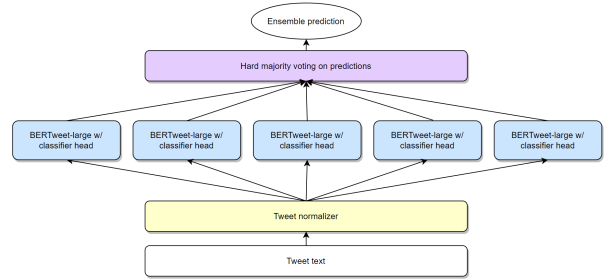 Ensemble prediction
Hard majority voting on predictions
BERTweet-large w/
classifier head
BERTweet-large w/
classifier head
BERTweet-large w/
classifier head
BERTweet-large w/
classifier head
BERTweet-large w/
classifier head
Tweet normalizer
Tweet text